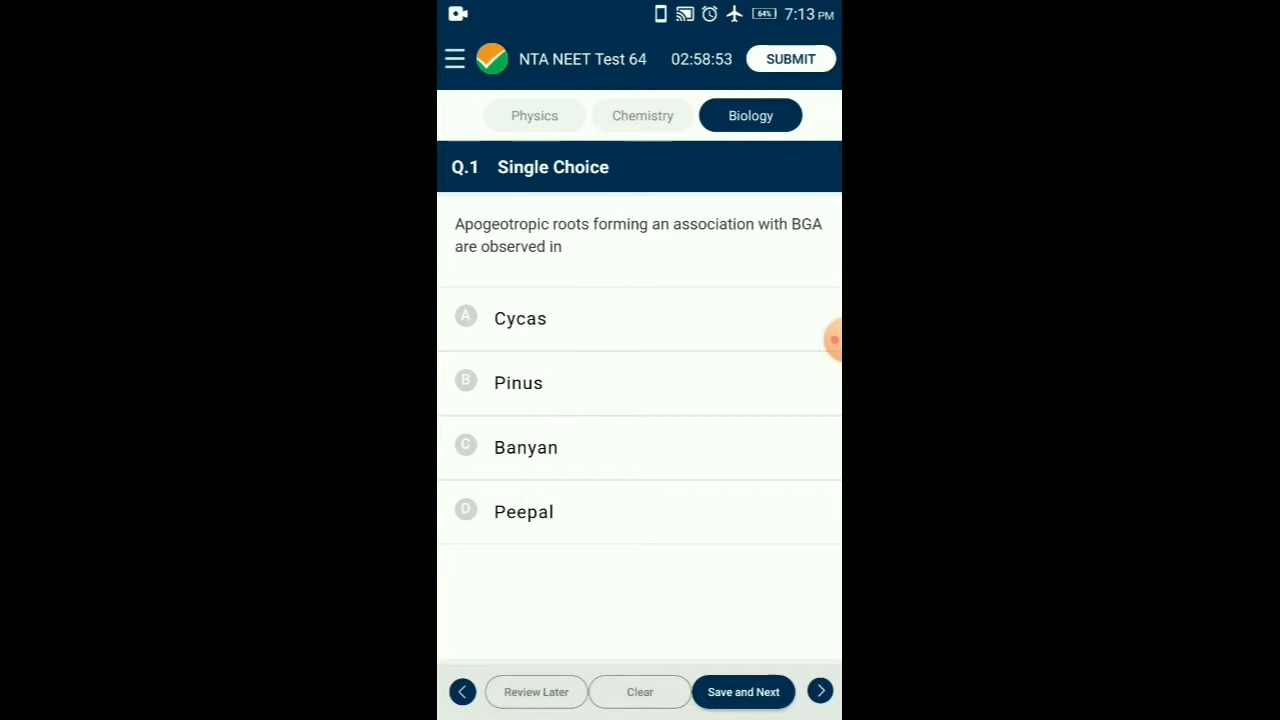 64% 7:13 PM
NTA NEET Test 64 02:58:53 SUBMIT
Physics Chemistry Biology
Q.1 Single Choice
Apogeotropic roots forming an association with BGA
are observed in
A Cycas
B Pinus
C Banyan
D Peepal
Review Later Clear Save and Next